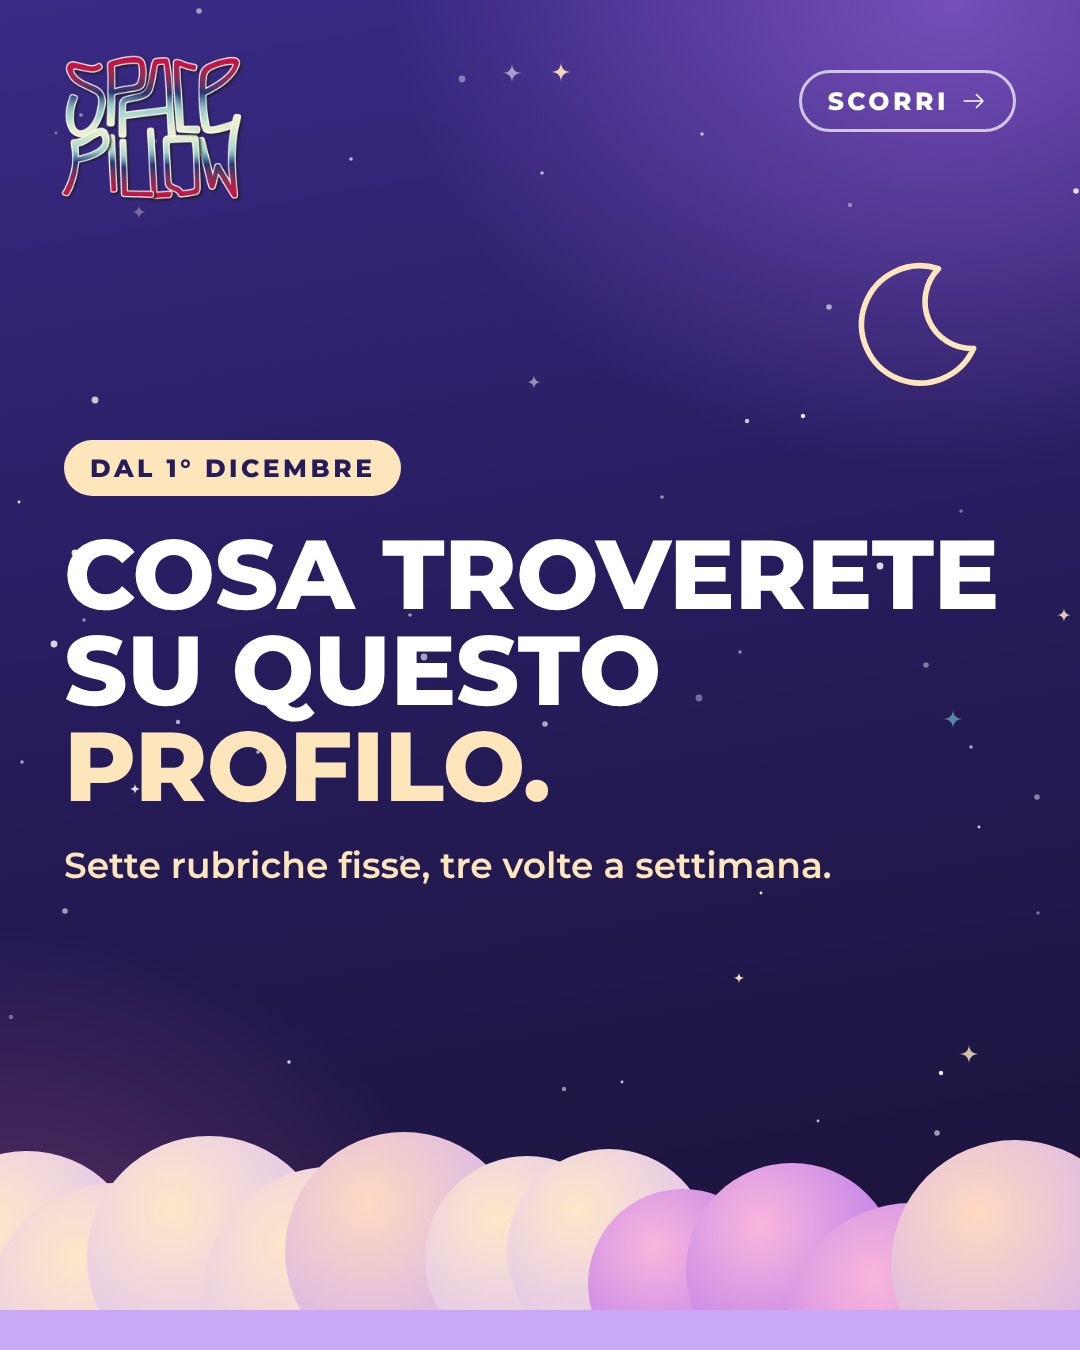 SPACE
PILLOW
SCORRI →
DAL 1° DICEMBRE
COSA TROVERETE
SU QUESTO
PROFILO.
Sette rubriche fisse, tre volte a settimana.